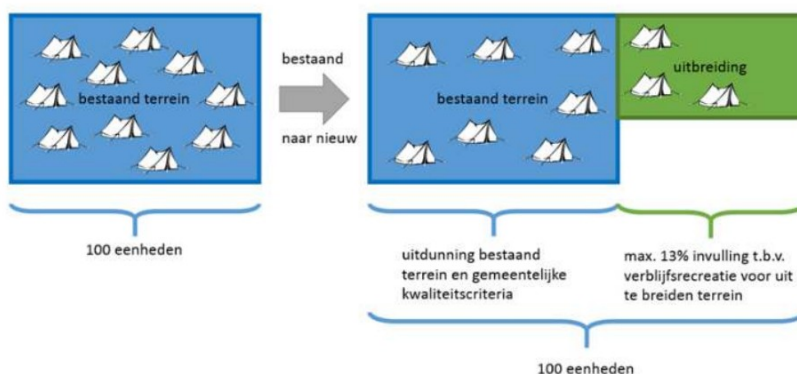 bestaand terrein
bestaand
naar nieuw
bestaand terrein
uitbreiding
100 eenheden
uitdunning bestaand
terrein en gemeentelijke
kwaliteitscriteria
max. 13% invulling t.b.v.
verblijfsrecreatie voor uit
te breiden terrein
100 eenheden